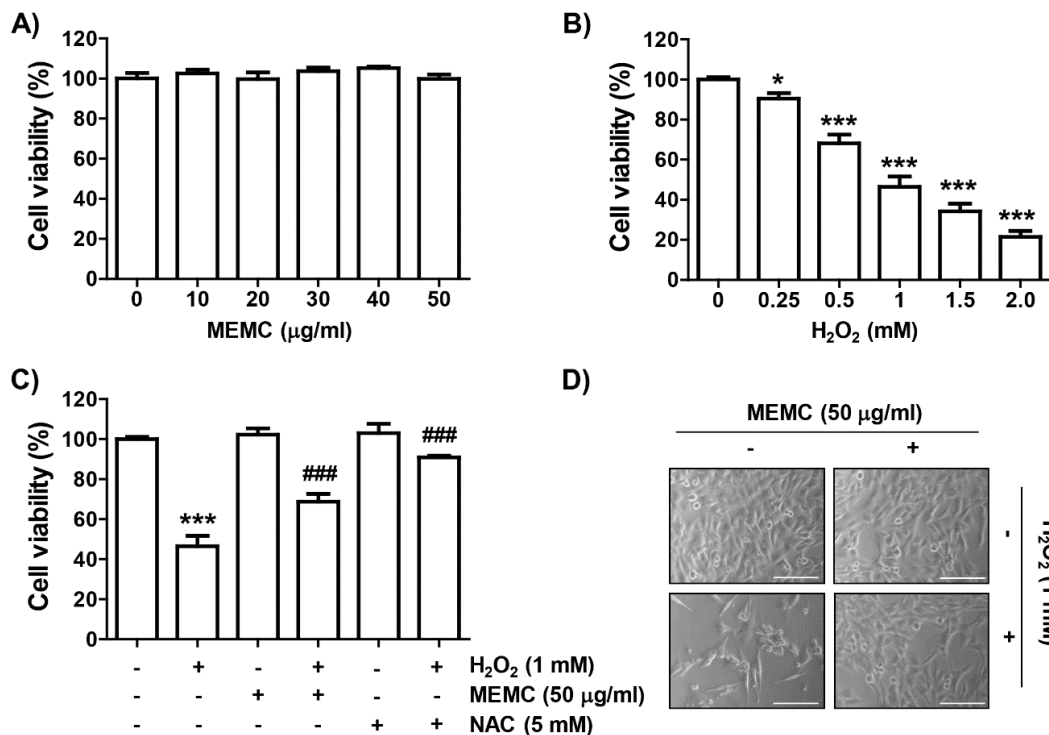 A)
120
100
80
60
40
20
0
Cell viability (%)
0 10 20 30 40 50
MEMC (µg/ml)
B)
120
100
80
60
40
20
0
Cell viability (%)
* *** *** *** ***
0 0.25 0.5 1 1.5 2.0
H₂O₂ (mM)
C)
120
100
80
60
40
20
0
Cell viability (%)
*** ### ###
- + - + - + H₂O₂ (1 mM)
- - + + - - MEMC (50 µg/ml)
- - - - + + NAC (5 mM)
D)
MEMC (50 µg/ml)
- +
-
+
H₂O₂ (1 mM)